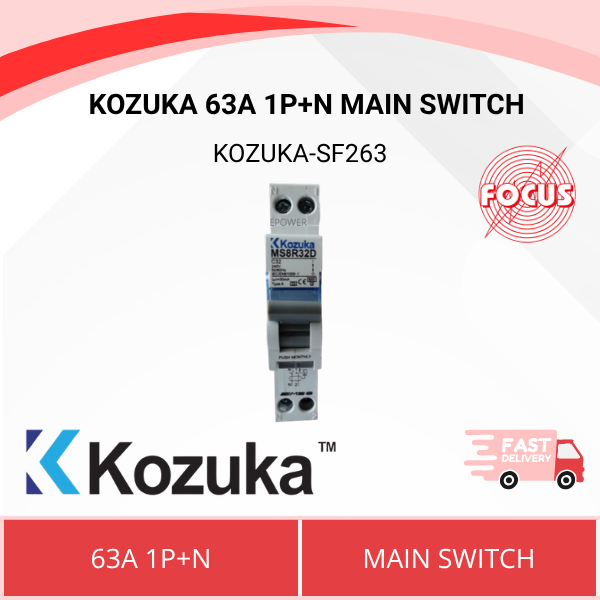 KOZUKA 63A 1P+N MAIN SWITCH
KOZUKA-SF263
FOCUS
N
EPOWER
Kozuka
MS8R32D
C32
Type A
PUSH MONTHLY
Kozuka™
FAST
DELIVERY
63A 1P+N
MAIN SWITCH